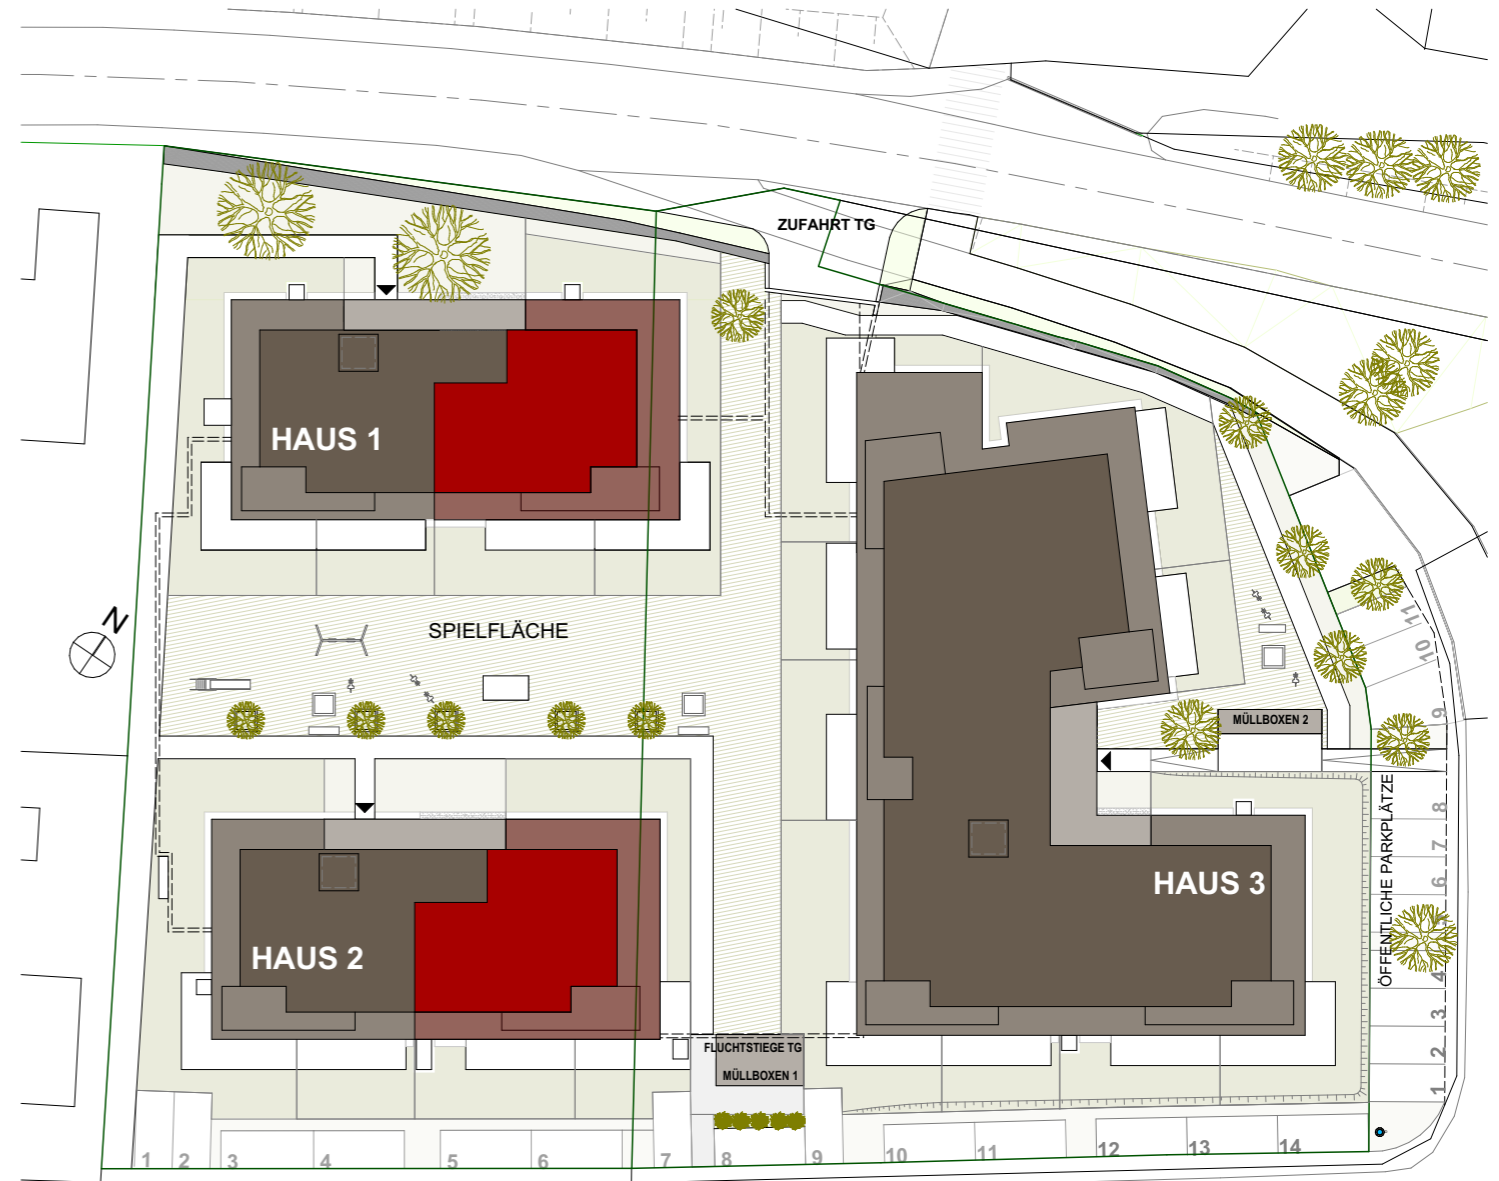 ZUFAHRT TG
HAUS 1
N
SPIELFLÄCHE
11
10
9
MÜLLBOXEN 2
ÖFFENTLICHE PARKPLÄTZE
8
7
6
HAUS 3
HAUS 2
4
3
2
1
FLUCHTSTIEGE TG
MÜLLBOXEN 1
1 2 3 4 5 6 7 8 9 10 11 12 13 14